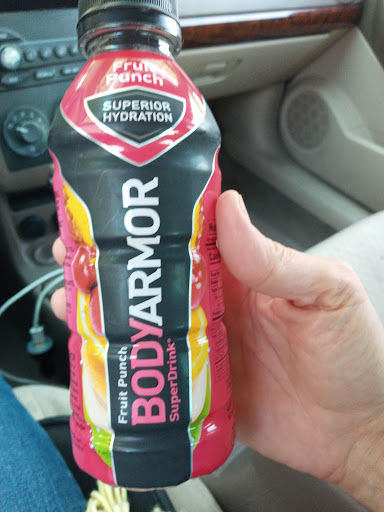 Fruit
Punch
SUPERIOR
HYDRATION
Fruit Punch
BODYARMOR
SuperDrink